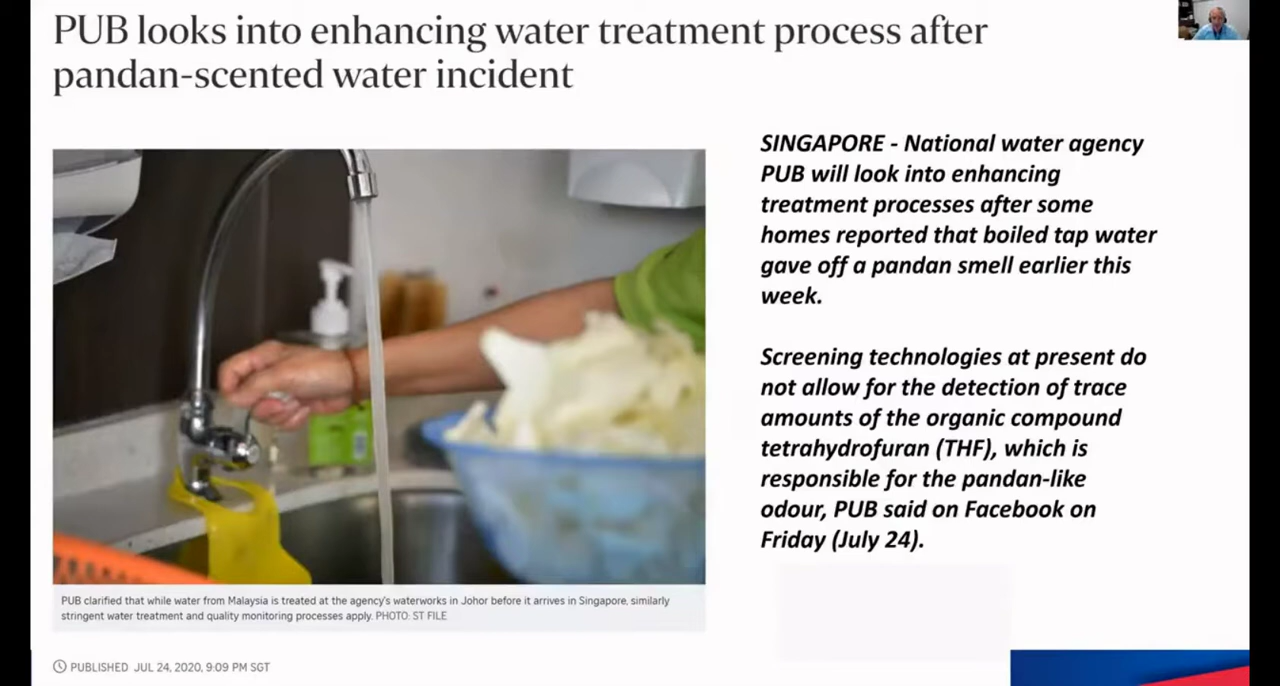 PUB looks into enhancing water treatment process after
pandan-scented water incident
SINGAPORE - National water agency
PUB will look into enhancing
treatment processes after some
homes reported that boiled tap water
gave off a pandan smell earlier this
week.
Screening technologies at present do
not allow for the detection of trace
amounts of the organic compound
tetrahydrofuran (THF), which is
responsible for the pandan-like
odour, PUB said on Facebook on
Friday (July 24).
PUB clarified that while water from Malaysia is treated at the agency's waterworks in Johor before it arrives in Singapore, similarly
stringent water treatment and quality monitoring processes apply. PHOTO: ST FILE
PUBLISHED JUL 24, 2020, 9:09 PM SGT